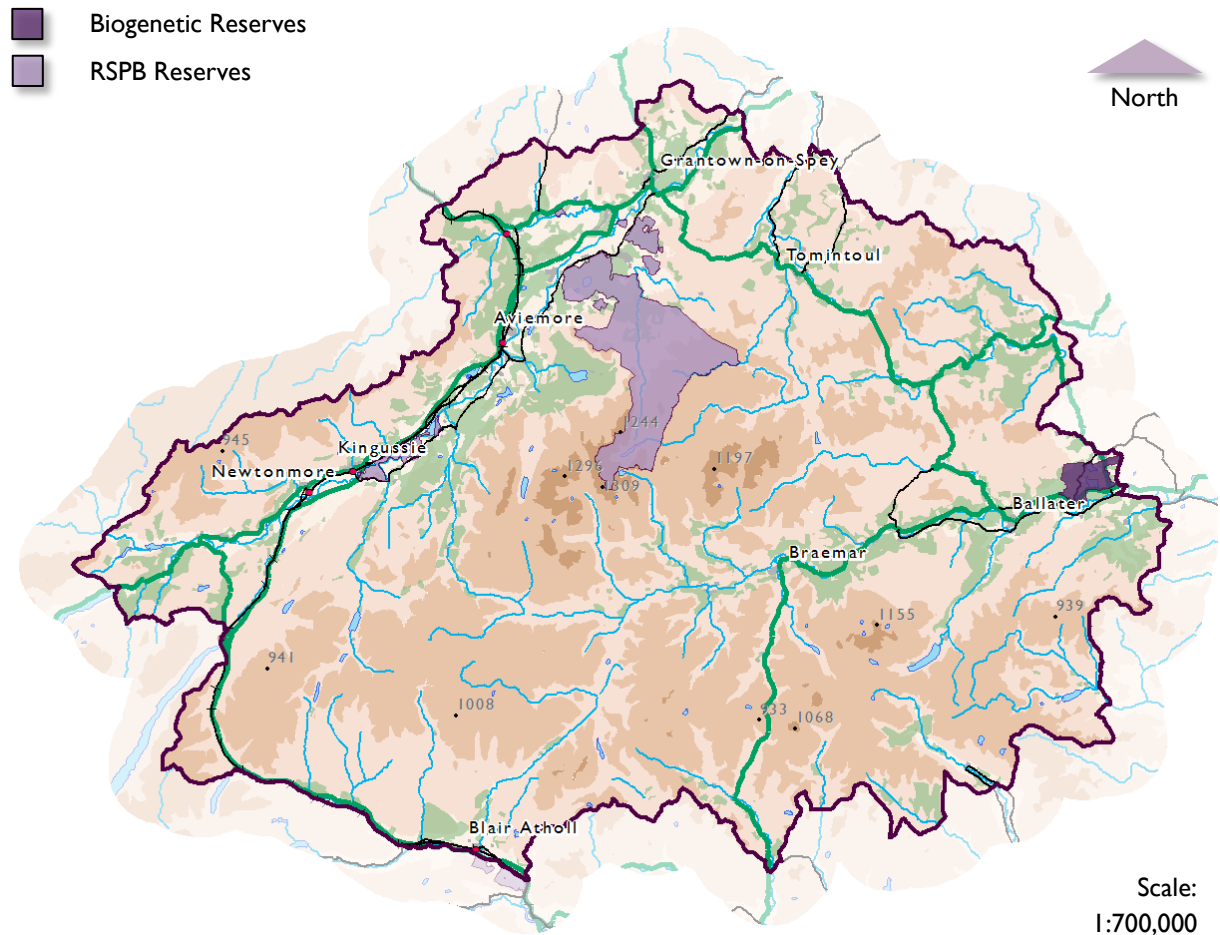 Biogenetic Reserves
RSPB Reserves
North
Grantown-on-Spey
Tomintoul
Aviemore
1244
945
Kingussie
1197
Newtonmore
1296
1309
Ballater
Braemar
939
1155
941
1008
933
1068
Blair Atholl
Scale:
1:700,000